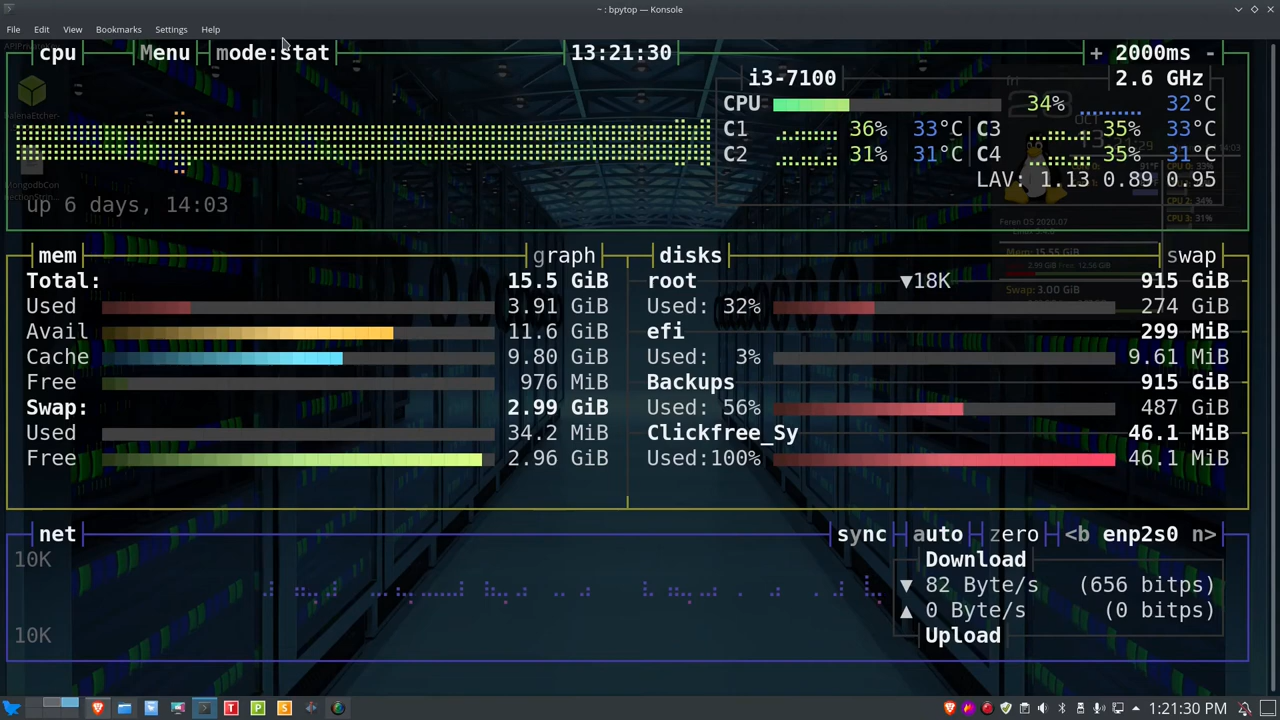 ~ : bpytop — Konsole
File Edit View Bookmarks Settings Help
cpu Menu mode:stat 13:21:30 + 2000ms -
i3-7100 2.6 GHz
CPU 34% 32°C
C1 36% 33°C C3 35% 33°C
C2 31% 31°C C4 35% 31°C
LAV: 1.13 0.89 0.95
up 6 days, 14:03
Feren OS 2020.07
mem graph disks swap
Total: 15.5 GiB root ▼18K 915 GiB
Used 3.91 GiB Used: 32% 274 GiB
Avail 11.6 GiB efi 299 MiB
Cache 9.80 GiB Used: 3% 9.61 MiB
Free 976 MiB Backups 915 GiB
Swap: 2.99 GiB Used: 56% 487 GiB
Used 34.2 MiB Clickfree_Sy 46.1 MiB
Free 2.96 GiB Used:100% 46.1 MiB
net sync auto zero <b enp2s0 n>
10K
Download
▼ 82 Byte/s (656 bitps)
▲ 0 Byte/s (0 bitps)
10K
Upload
1:21:30 PM